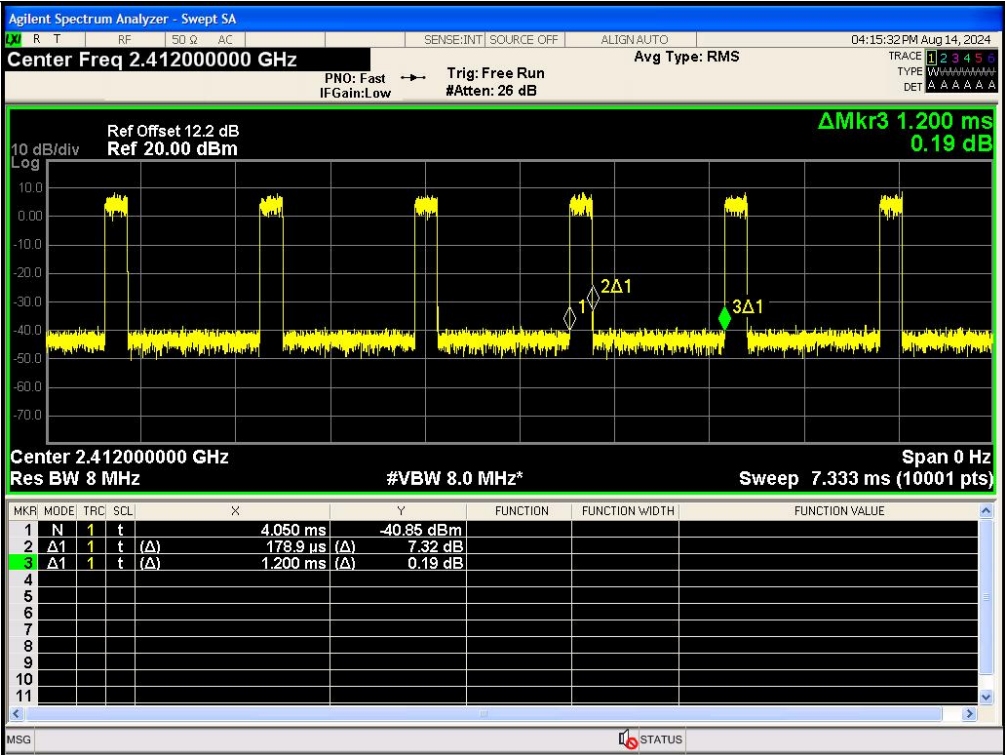 Agilent Spectrum Analyzer - Swept SA
LXI R T RF 50 Ω AC SENSE:INT SOURCE OFF ALIGN AUTO 04:15:32 PM Aug 14, 2024
Center Freq 2.412000000 GHz
PNO: Fast
IFGain:Low
Trig: Free Run
#Atten: 26 dB
Avg Type: RMS
TRACE 1 2 3 4 5 6
TYPE W
DET A A A A A A
ΔMkr3 1.200 ms
0.19 dB
Ref Offset 12.2 dB
10 dB/div Ref 20.00 dBm
Log
10.0
0.00
-10.0
-20.0
-30.0
-40.0
-50.0
-60.0
-70.0
1
2Δ1
3Δ1
Center 2.412000000 GHz Span 0 Hz
Res BW 8 MHz #VBW 8.0 MHz* Sweep 7.333 ms (10001 pts)
MKR MODE TRC SCL X Y FUNCTION FUNCTION WIDTH FUNCTION VALUE
1 N 1 t 4.050 ms -40.85 dBm
2 Δ1 1 t (Δ) 178.9 µs (Δ) 7.32 dB
3 Δ1 1 t (Δ) 1.200 ms (Δ) 0.19 dB
4
5
6
7
8
9
10
11
MSG STATUS